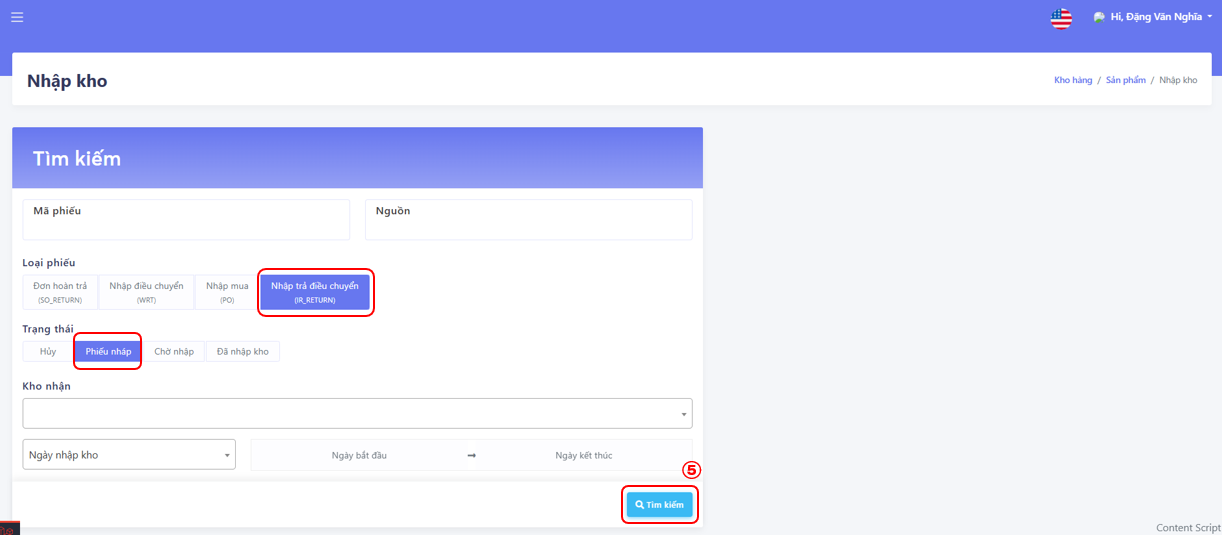 Hi, Đặng Văn Nghĩa
Nhập kho
Kho hàng / Sản phẩm / Nhập kho
Tìm kiếm
Mã phiếu
Nguồn
Loại phiếu
Đơn hoàn trả
(SO_RETURN)
Nhập điều chuyển
(WRT)
Nhập mua
(PO)
Nhập trả điều chuyển
(IR_RETURN)
Trạng thái
Hủy
Phiếu nháp
Chờ nhập
Đã nhập kho
Kho nhận
Ngày nhập kho
Ngày bắt đầu
Ngày kết thúc
⑤
Tìm kiếm
Content Script